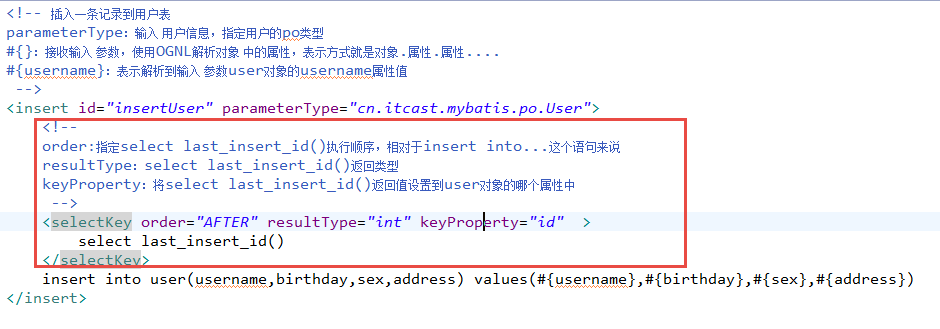 <!-- 插入一条记录到用户表
parameterType：输入 用户信息，指定用户的po类型
#{}：接收输入 参数，使用OGNL解析对象 中的属性，表示方式就是对象.属性.属性....
#{username}：表示解析到输入 参数user对象的username属性值
-->
<insert id="insertUser" parameterType="cn.itcast.mybatis.po.User">
<!--
order:指定select last_insert_id()执行顺序，相对于insert into...这个语句来说
resultType：select last_insert_id()返回类型
keyProperty：将select last_insert_id()返回值设置到user对象的哪个属性中
-->
<selectKey order="AFTER" resultType="int" keyProperty="id" >
select last_insert_id()
</selectKey>
insert into user(username,birthday,sex,address) values(#{username},#{birthday},#{sex},#{address})
</insert>